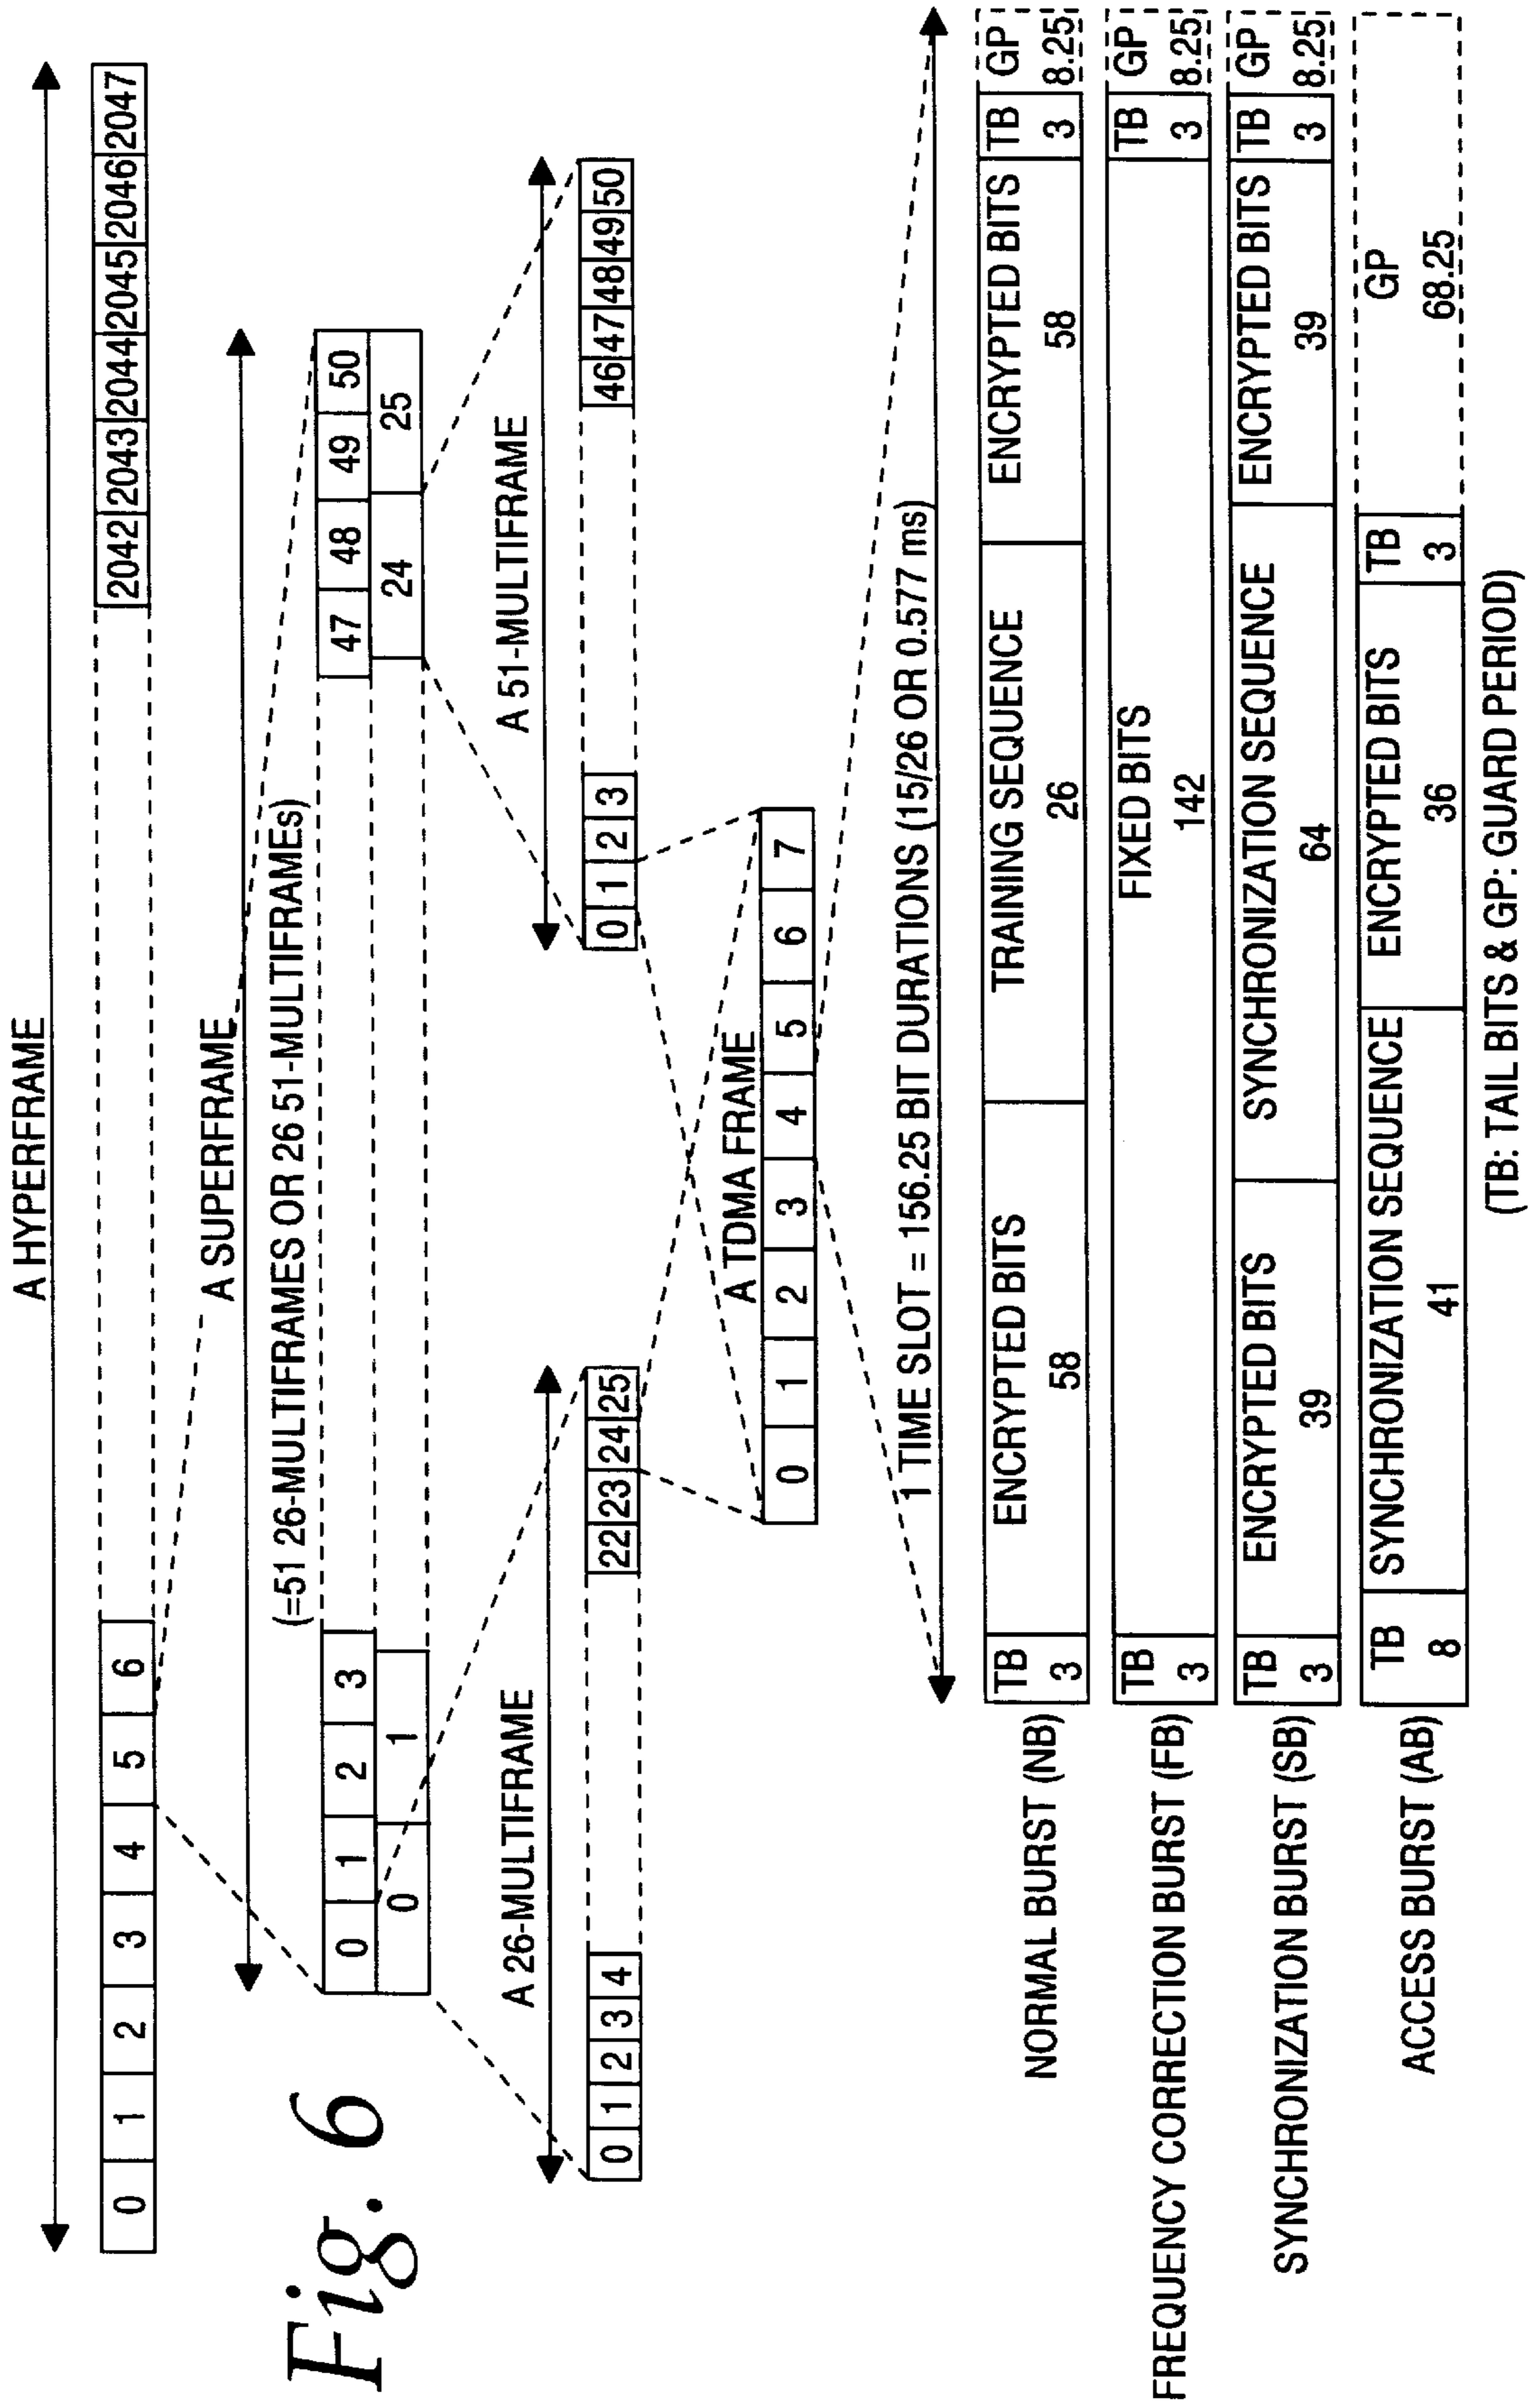 A HYPERFRAME
0 1 2 3 4 5 6 2042 2043 2044 2045 2046 2047
A SUPERFRAME
(=51 26-MULTIFRAMES OR 26 51-MULTIFRAMEs)
0 1 2 3 47 48 49 50
0 1 24 25
A 26-MULTIFRAME
A 51-MULTIFRAME
0 1 2 3 4 22 23 24 25
0 1 2 3 46 47 48 49 50
A TDMA FRAME
0 1 2 3 4 5 6 7
1 TIME SLOT = 156.25 BIT DURATIONS (15/26 OR 0.577 ms)
NORMAL BURST (NB)
TB ENCRYPTED BITS TRAINING SEQUENCE ENCRYPTED BITS TB GP
3 58 26 58 3 8.25
FREQUENCY CORRECTION BURST (FB)
TB FIXED BITS TB GP
3 142 3 8.25
SYNCHRONIZATION BURST (SB)
TB ENCRYPTED BITS SYNCHRONIZATION SEQUENCE ENCRYPTED BITS TB GP
3 39 64 39 3 8.25
ACCESS BURST (AB)
TB SYNCHRONIZATION SEQUENCE ENCRYPTED BITS TB GP
8 41 36 3 68.25
(TB: TAIL BITS & GP: GUARD PERIOD)
Fig. 6